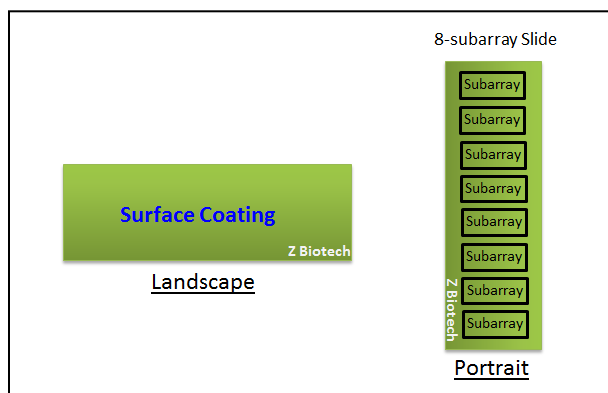 8-subarray Slide
Subarray
Subarray
Subarray
Subarray
Subarray
Subarray
Subarray
Subarray
Z Biotech
Portrait
Surface Coating
Z Biotech
Landscape